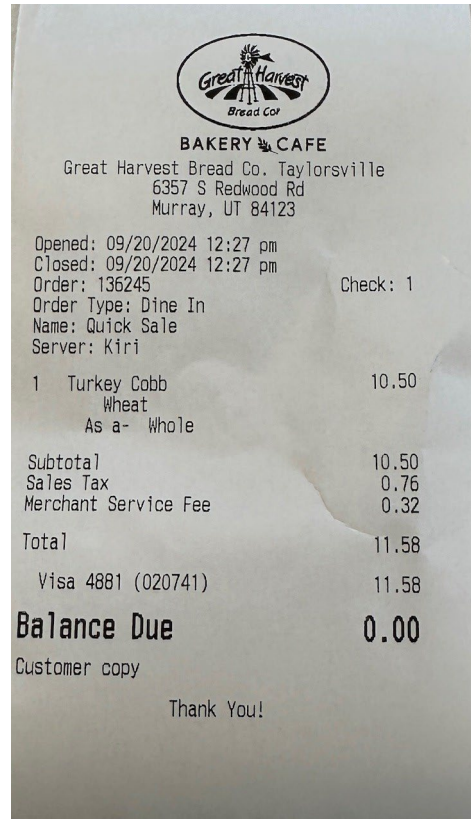 Great Harvest
Bread Co.
BAKERY CAFE
Great Harvest Bread Co. Taylorsville
6357 S Redwood Rd
Murray, UT 84123
Opened: 09/20/2024 12:27 pm
Closed: 09/20/2024 12:27 pm
Order: 136245 Check: 1
Order Type: Dine In
Name: Quick Sale
Server: Kiri
1 Turkey Cobb 10.50
Wheat
As a- Whole
Subtotal 10.50
Sales Tax 0.76
Merchant Service Fee 0.32
Total 11.58
Visa 4881 (020741) 11.58
Balance Due 0.00
Customer copy
Thank You!